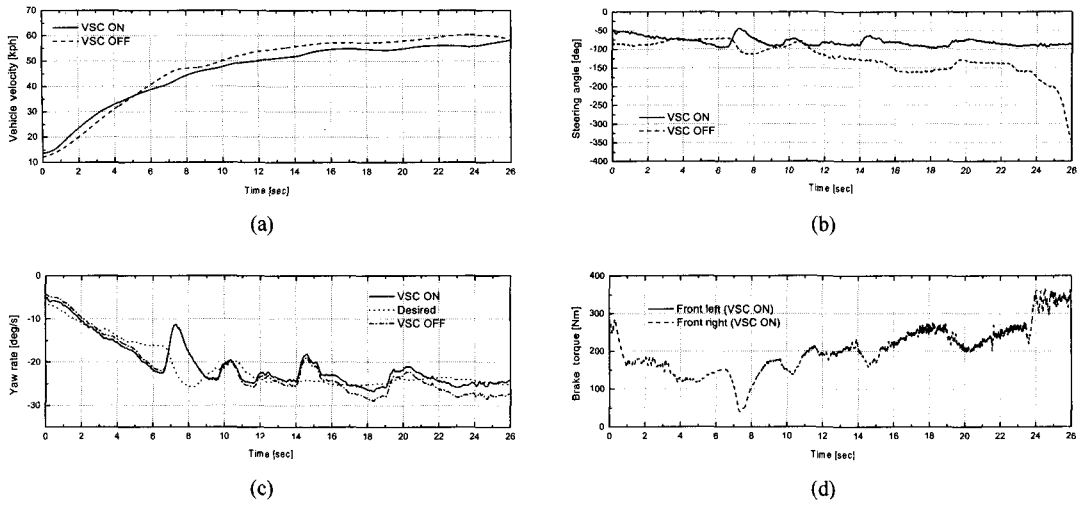 70
60
50
40
30
20
10
Vehicle velocity [kph]
VSC ON
VSC OFF
0 2 4 6 8 10 12 14 16 18 20 22 24 26
Time [sec]
(a)
0
-50
-100
-150
-200
-250
-300
-350
-400
Steering angle [deg]
VSC ON
VSC OFF
0 2 4 6 8 10 12 14 16 18 20 22 24 26
Time [sec]
(b)
0
-10
-20
-30
Yaw rate [deg/s]
VSC ON
Desired
VSC OFF
0 2 4 6 8 10 12 14 16 18 20 22 24 26
Time [sec]
(c)
400
300
200
100
0
Brake torque [Nm]
Front left (VSC ON)
Front right (VSC ON)
0 2 4 6 8 10 12 14 16 18 20 22 24 26
Time [sec]
(d)